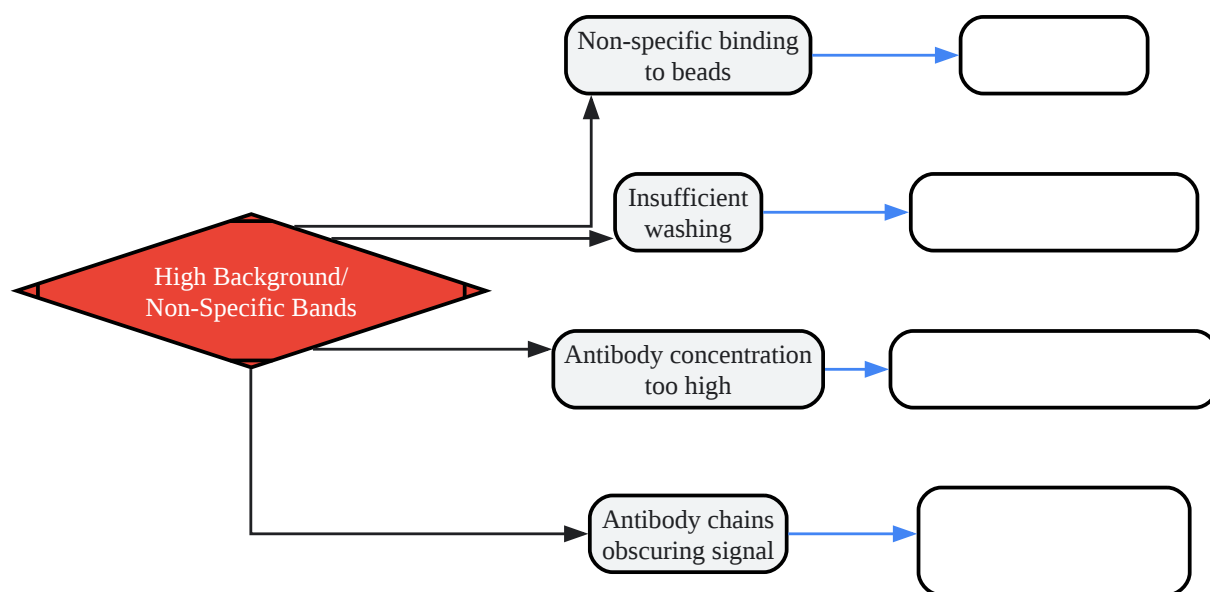 Non-specific binding
to beads
Insufficient
washing
High Background/
Non-Specific Bands
Antibody concentration
too high
Antibody chains
obscuring signal